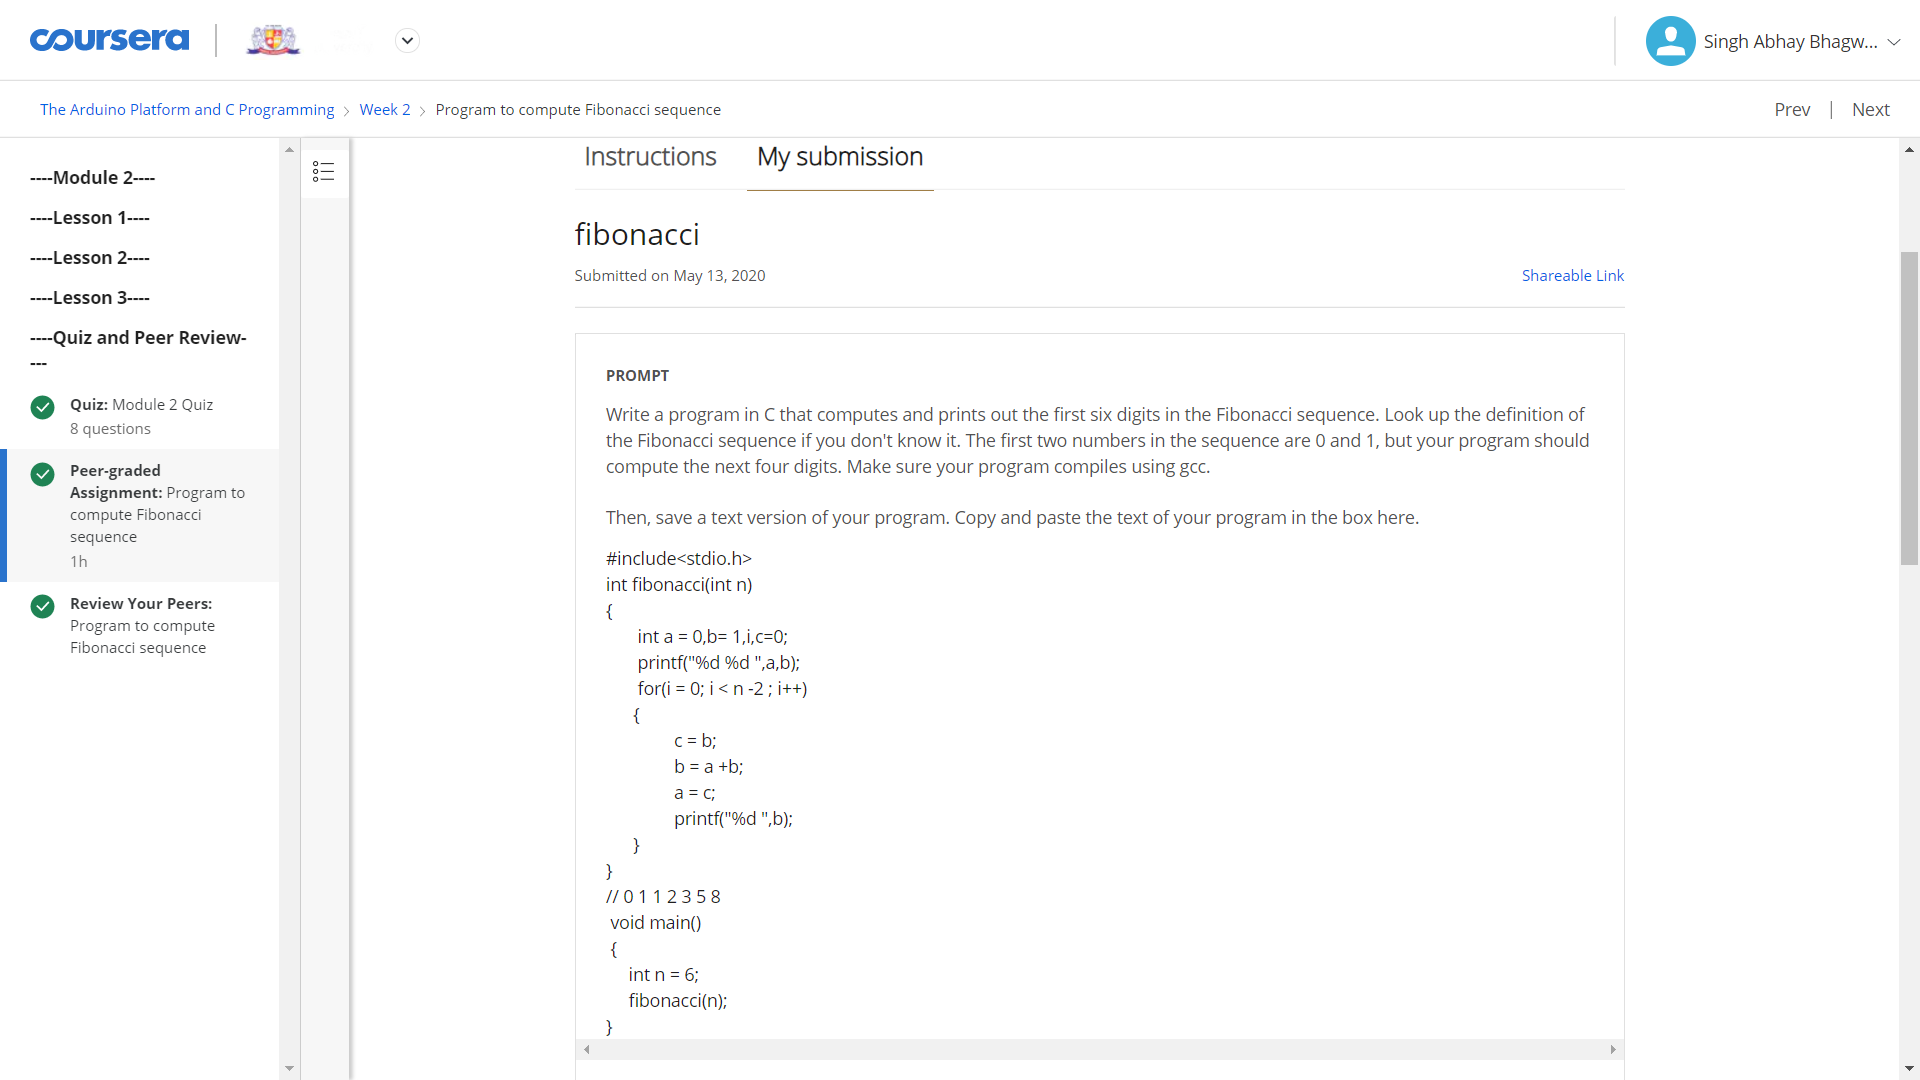 coursera
Singh Abhay Bhagw...
The Arduino Platform and C Programming > Week 2 > Program to compute Fibonacci sequence
Prev | Next
----Module 2----
----Lesson 1----
----Lesson 2----
----Lesson 3----
----Quiz and Peer Review-
---
Quiz: Module 2 Quiz
8 questions
Peer-graded
Assignment: Program to
compute Fibonacci
sequence
1h
Review Your Peers:
Program to compute
Fibonacci sequence
Instructions My submission
fibonacci
Submitted on May 13, 2020
Shareable Link
PROMPT
Write a program in C that computes and prints out the first six digits in the Fibonacci sequence. Look up the definition of
the Fibonacci sequence if you don't know it. The first two numbers in the sequence are 0 and 1, but your program should
compute the next four digits. Make sure your program compiles using gcc.
Then, save a text version of your program. Copy and paste the text of your program in the box here.
#include<stdio.h>
int fibonacci(int n)
{
int a = 0,b= 1,i,c=0;
printf("%d %d ",a,b);
for(i = 0; i < n -2 ; i++)
{
c = b;
b = a +b;
a = c;
printf("%d ",b);
}
}
// 0 1 1 2 3 5 8
void main()
{
int n = 6;
fibonacci(n);
}